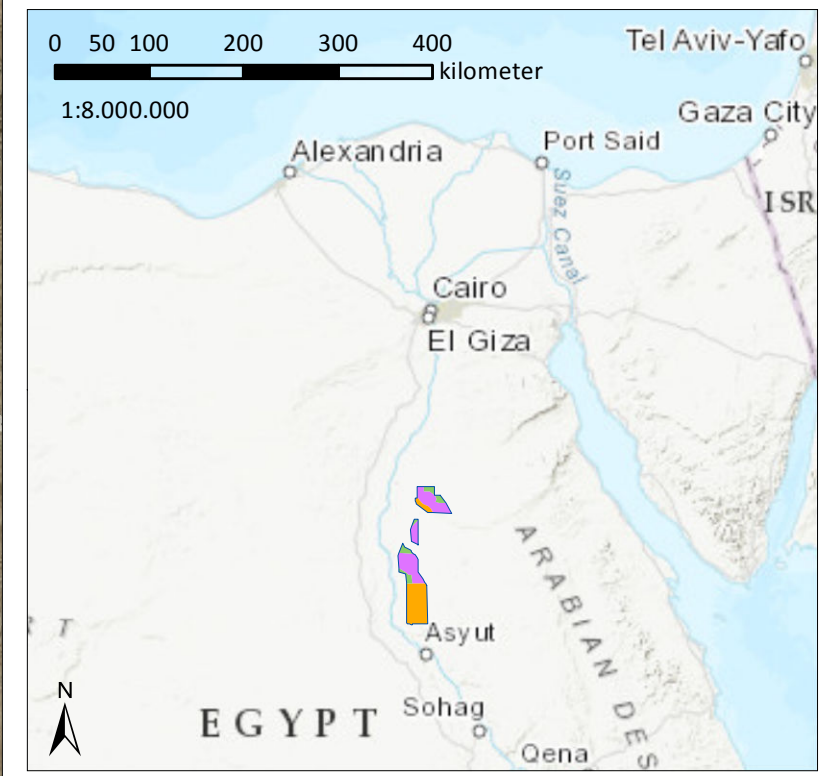 0 50 100 200 300 400
kilometer
1:8.000.000
Tel Aviv-Yafo
Gaza City
Port Said
Alexandria
Suez Canal
ISR
Cairo
El Giza
ARABIAN DES
R T
Asyut
N
EGYPT
Sohag
Qena